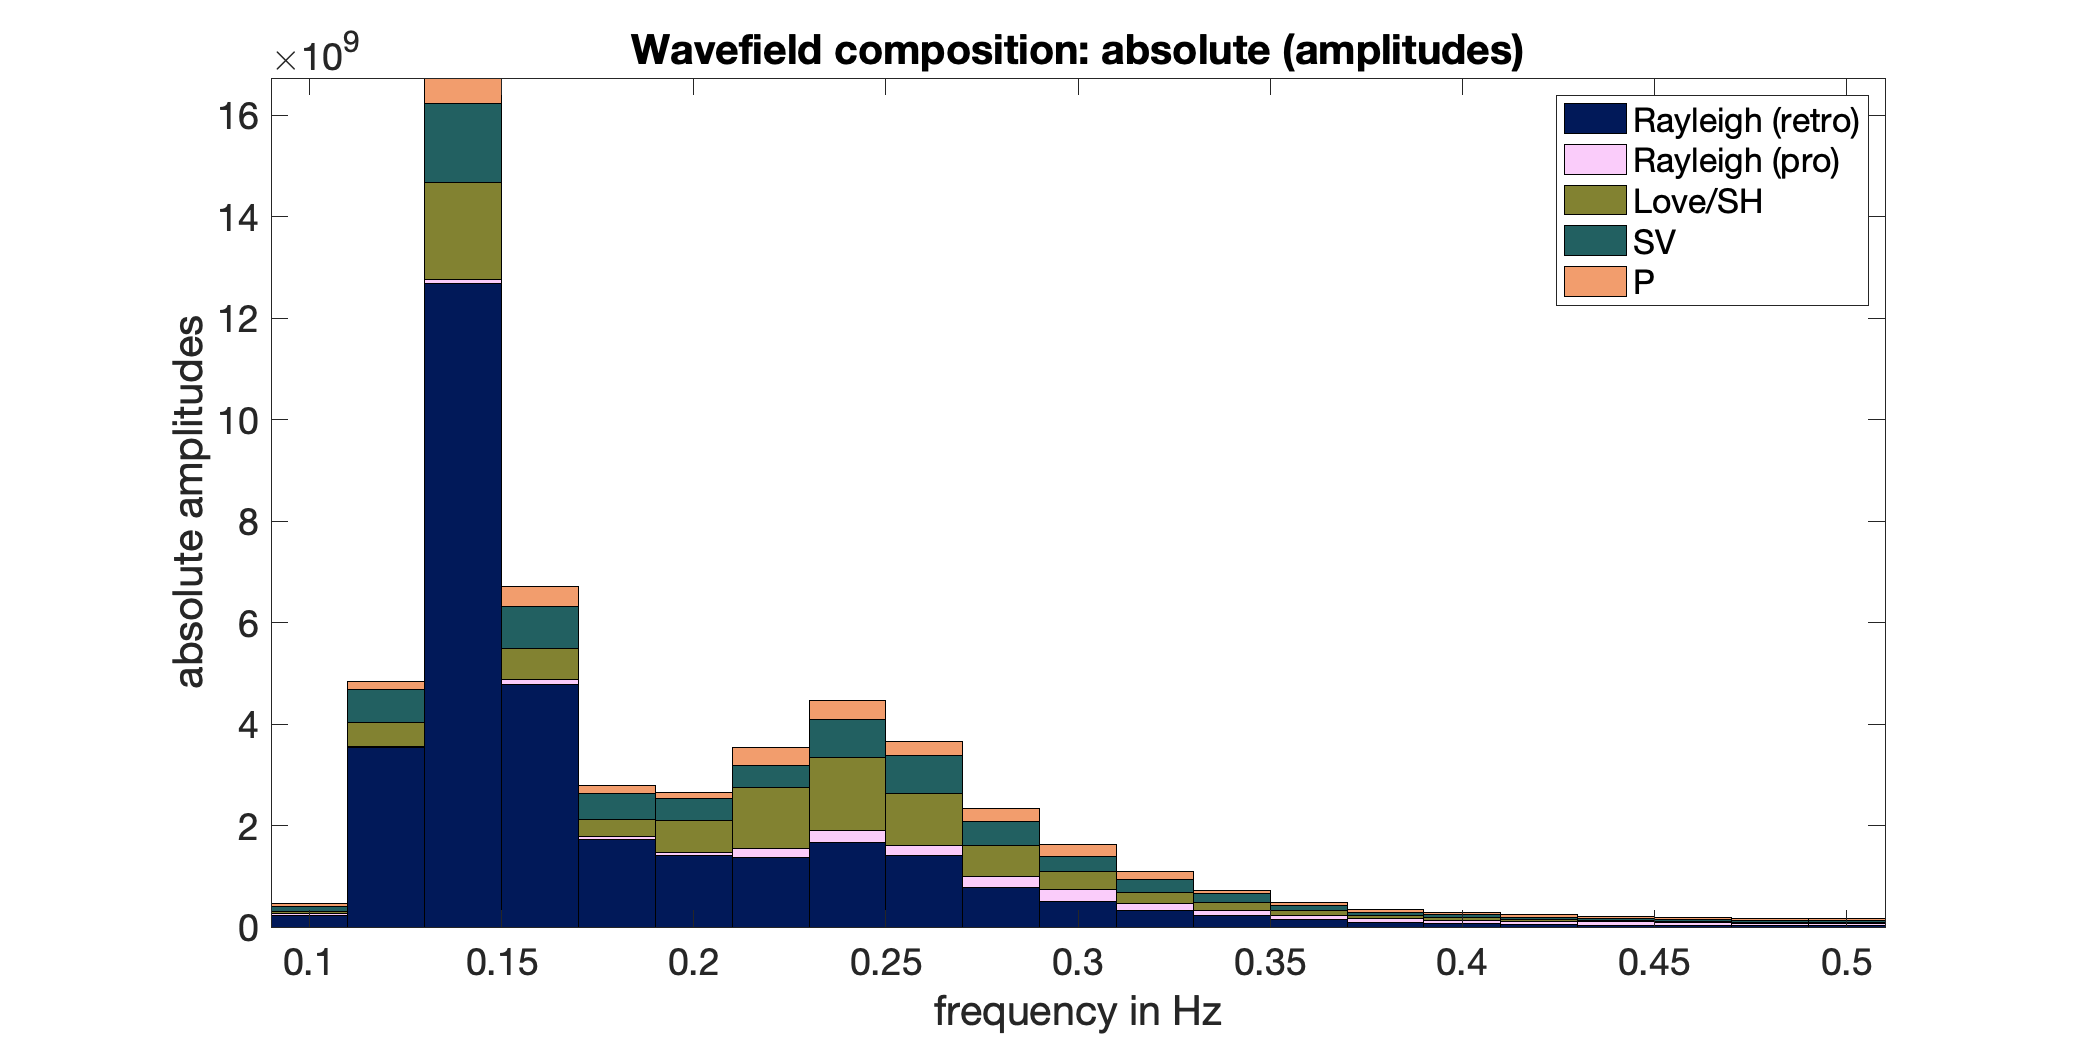 Wavefield composition: absolute (amplitudes)
×10⁹
16
14
12
10
8
6
4
2
0
absolute amplitudes
0.1 0.15 0.2 0.25 0.3 0.35 0.4 0.45 0.5
frequency in Hz
Rayleigh (retro)
Rayleigh (pro)
Love/SH
SV
P